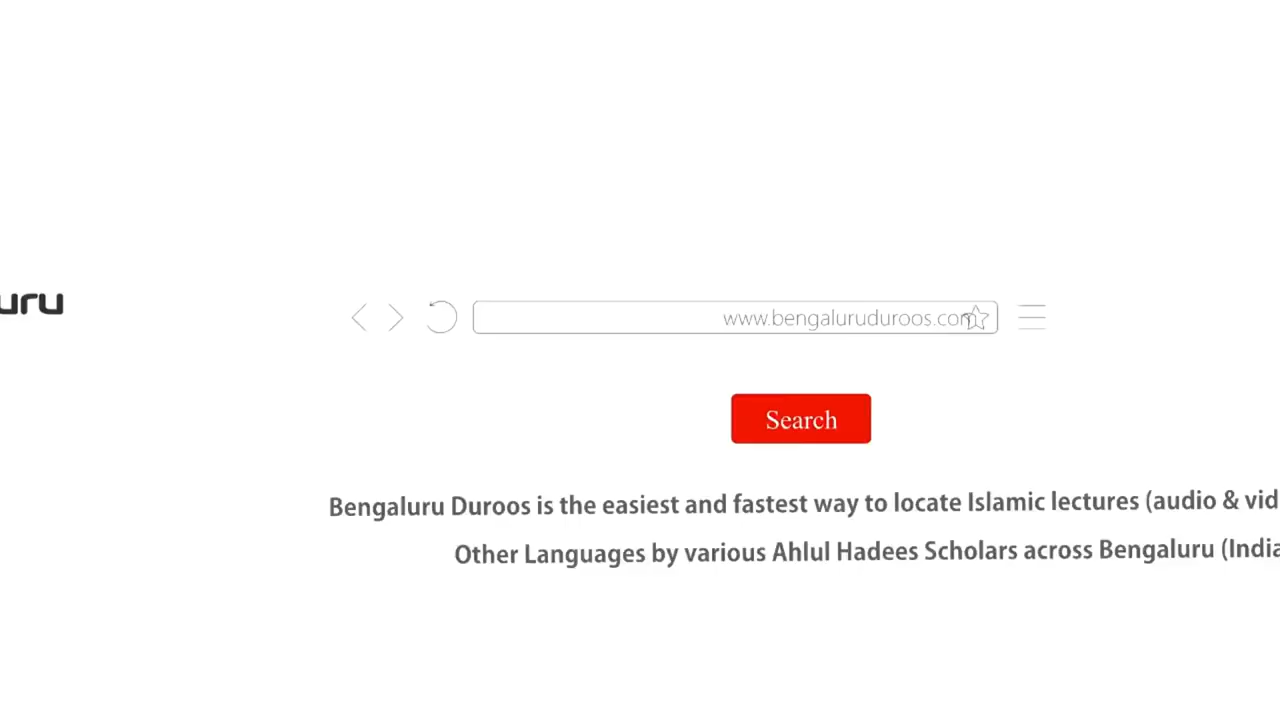 uru
www.bengaluruduroos.com
Search
Bengaluru Duroos is the easiest and fastest way to locate Islamic lectures (audio & vid
Other Languages by various Ahlul Hadees Scholars across Bengaluru (India